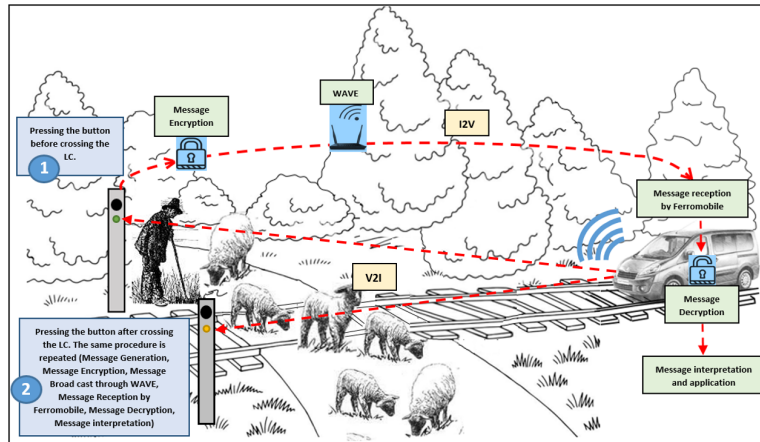 Pressing the button
before crossing the
LC.
1
Message
Encryption
WAVE
I2V
Message reception
by Ferromobile
V2I
Message
Decryption
Message interpretation
and application
Pressing the button after crossing
the LC. The same procedure is
repeated (Message Generation,
Message Encryption, Message
Broad cast through WAVE,
Message Reception by
Ferromobile, Message Decryption,
Message interpretation)
2